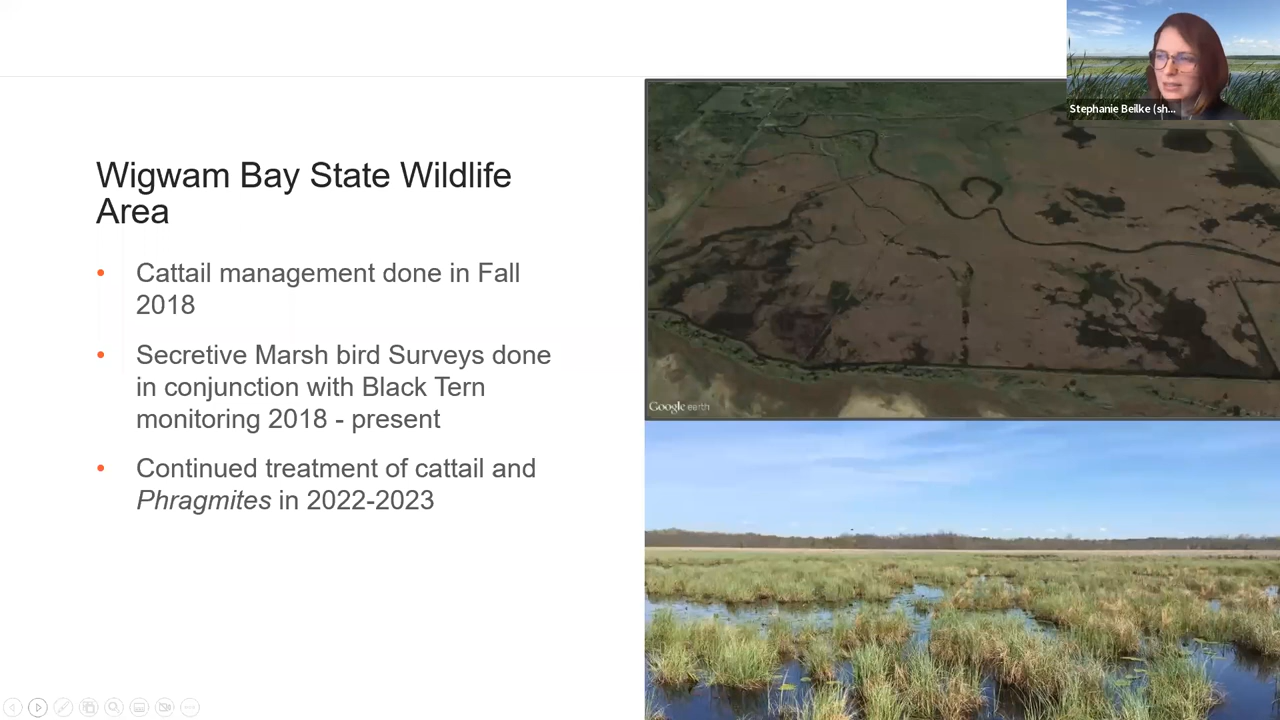 Stephanie Beilke (sh...
Wigwam Bay State Wildlife
Area
• Cattail management done in Fall
2018
• Secretive Marsh bird Surveys done
in conjunction with Black Tern
monitoring 2018 - present
• Continued treatment of cattail and
Phragmites in 2022-2023
Google earth